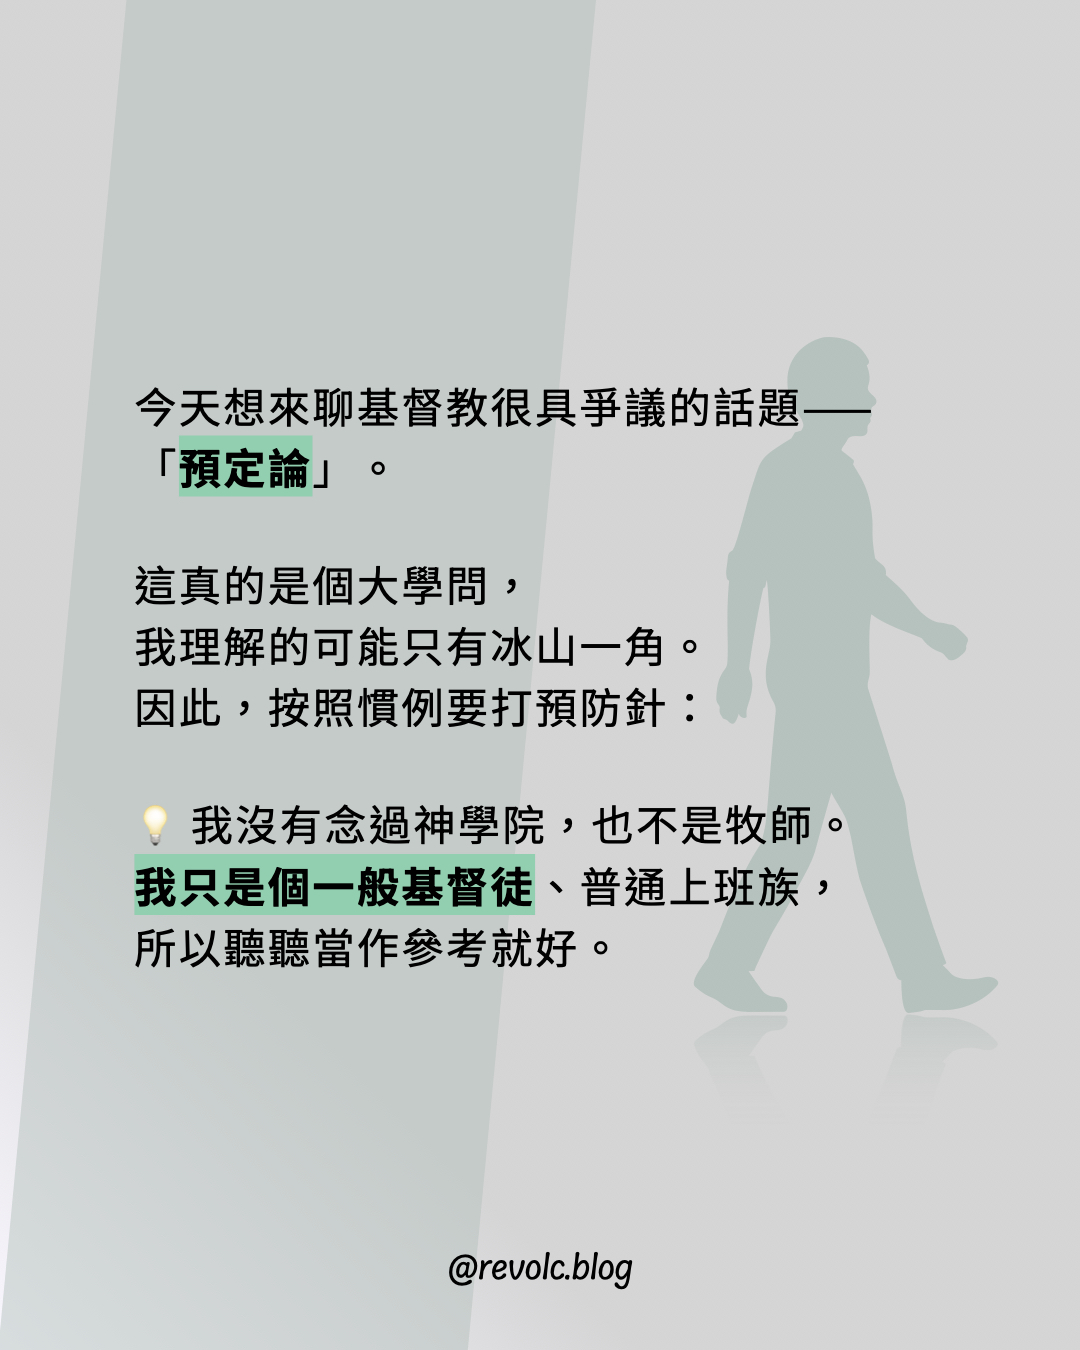 今天想來聊基督教很具爭議的話題——
「預定論」。
這真的是個大學問，
我理解的可能只有冰山一角。
因此，按照慣例要打預防針：
💡 我沒有念過神學院，也不是牧師。
我只是個一般基督徒、普通上班族，
所以聽聽當作參考就好。
@revolc.blog